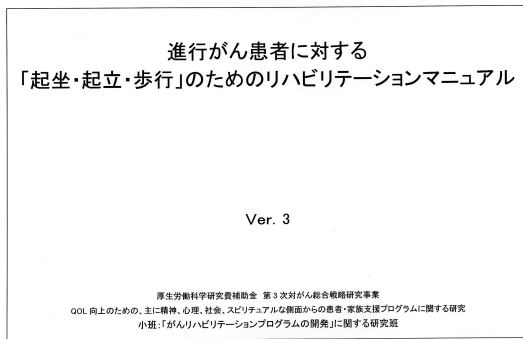 進行がん患者に対する
「起坐・起立・歩行」のためのリハビリテーションマニュアル
Ver. 3
厚生労働科学研究費補助金 第3次対がん総合戦略研究事業
QOL 向上のための、主に精神、心理、社会、スピリチュアルな側面からの患者・家族支援プログラムに関する研究
小班:「がんリハビリテーションプログラムの開発」に関する研究班